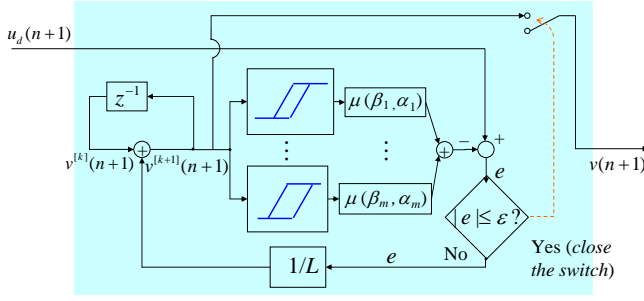 u_d(n+1)
z^{-1}
μ(β_1,α_1)
− +
v^{[k]}(n+1) + v^{[k+1]}(n+1) ⋮ ⋮ + v(n+1)
e
μ(β_m,α_m)
|e|≤ε?
1/L e No Yes (close
the switch)